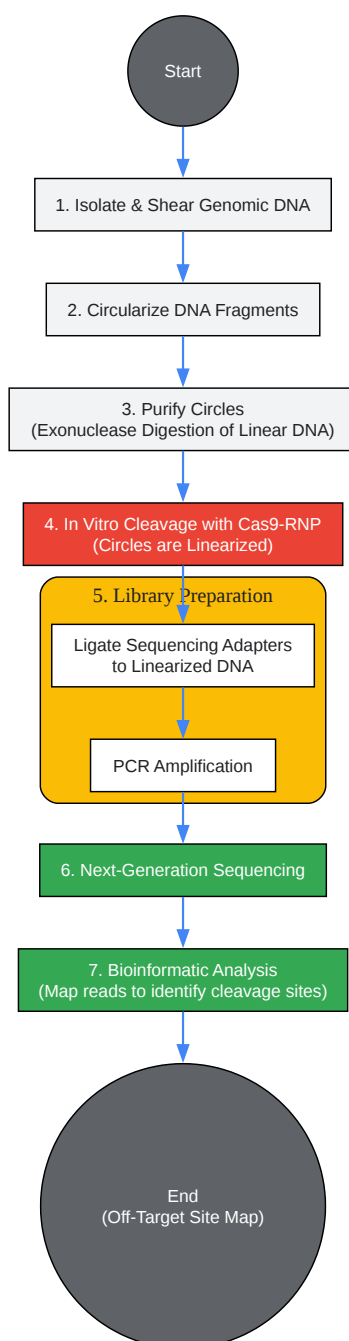 Start
1. Isolate & Shear Genomic DNA
2. Circularize DNA Fragments
3. Purify Circles
(Exonuclease Digestion of Linear DNA)
4. In Vitro Cleavage with Cas9-RNP
(Circles are Linearized)
5. Library Preparation
Ligate Sequencing Adapters
to Linearized DNA
PCR Amplification
6. Next-Generation Sequencing
7. Bioinformatic Analysis
(Map reads to identify cleavage sites)
End
(Off-Target Site Map)